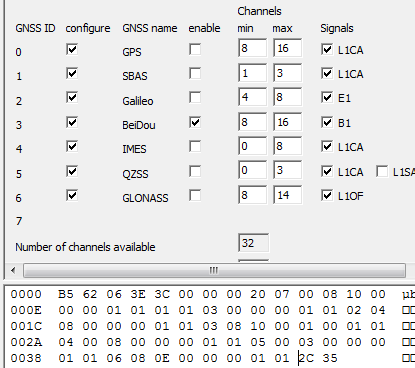 Channels
GNSS ID configure GNSS name enable min max Signals
0 GPS 8 16 L1CA
1 SBAS 1 3 L1CA
2 Galileo 4 8 E1
3 BeiDou 8 16 B1
4 IMES 0 8 L1CA
5 QZSS 0 3 L1CA L1SA
6 GLONASS 8 14 L1OF
7
Number of channels available 32
0000 B5 62 06 3E 3C 00 00 00 20 07 00 08 10 00 µb
000E 00 00 01 01 01 01 03 00 00 00 01 01 02 04
001C 08 00 00 00 01 01 03 08 10 00 01 00 01 01
002A 04 00 08 00 00 00 01 01 05 00 03 00 00 00
0038 01 01 06 08 0E 00 00 00 01 01 2C 35